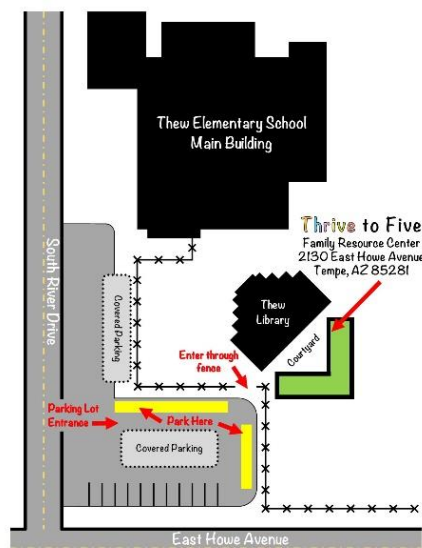 Thew Elementary School
Main Building
Thrive to Five
Family Resource Center
2130 East Howe Avenue
Tempe, AZ 85281
South River Drive
Covered Parking
Thew
Library
Courtyard
Enter through
fence
Parking Lot
Entrance
Park Here
Covered Parking
East Howe Avenue